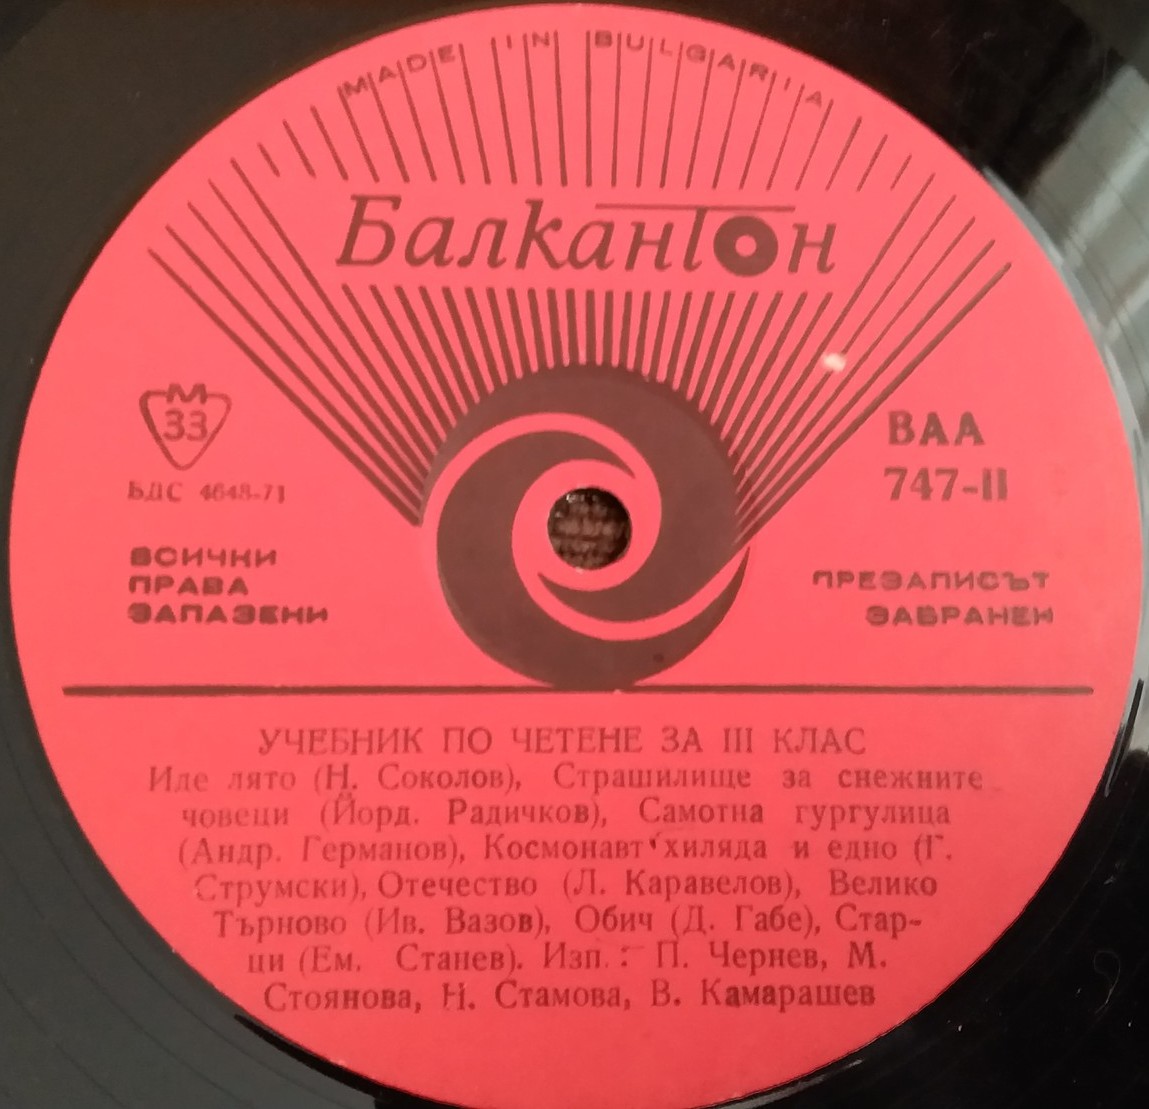 MADE IN BULGARIA
Балкантон
М
33
БДС 4648-71
ВСИЧКИ
ПРАВА
ЗАПАЗЕНИ
ВАА
747-II
ПРЕЗАПИСЪТ
ЗАБРАНЕН
УЧЕБНИК ПО ЧЕТЕНЕ ЗА III КЛАС
Иде лято (Н. Соколов), Страшилище за снежните
човеци (Йорд. Радичков), Самотна гургулица
(Андр. Германов), Космонавт хиляда и едно (Г.
Струмски), Отечество (Л. Каравелов), Велико
Търново (Ив. Вазов), Обич (Д. Габе), Стар-
ци (Ем. Станев). Изп.: П. Чернев, М.
Стоянова, Н. Стамова, В. Камарашев